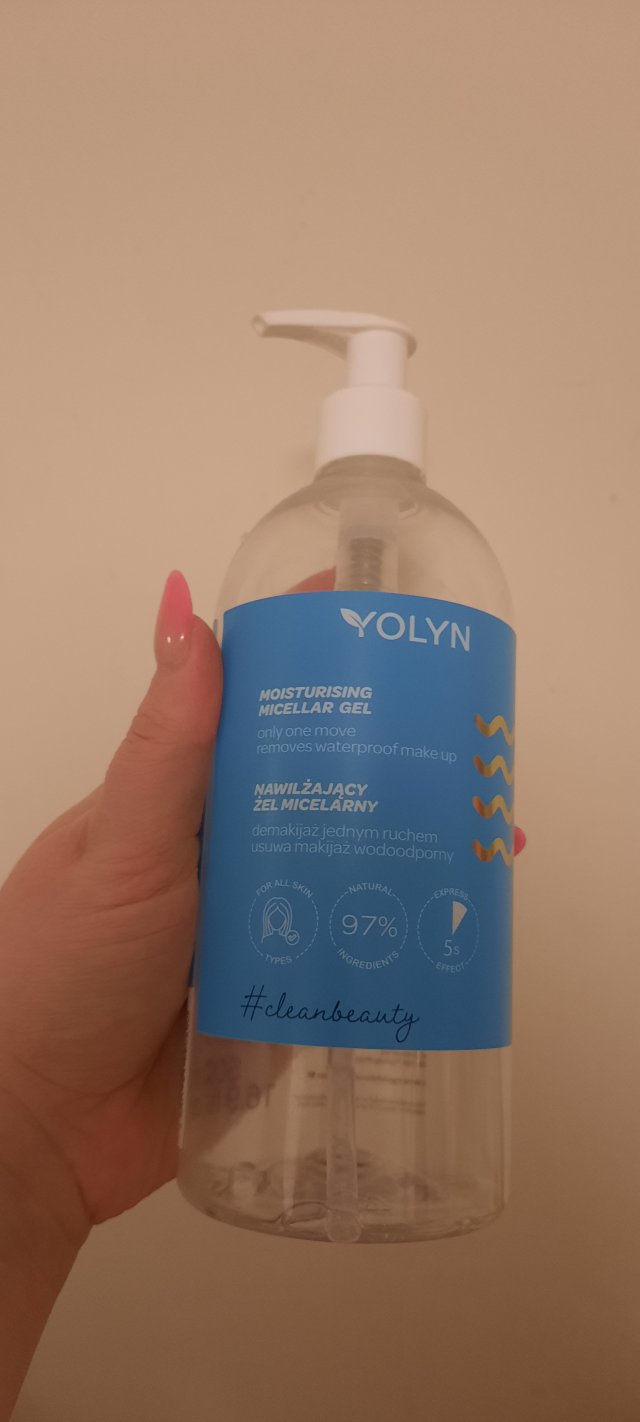 YOLYN
MOISTURISING
MICELLAR GEL
only one move
removes waterproof make up
NAWILŻAJĄCY
ŻEL MICELARNY
demakijaż jednym ruchem
usuwa makijaż wodoodporny
FOR ALL SKIN
TYPES
NATURAL
97%
INGREDIENTS
EXPRESS
5s
EFFECT
#cleanbeauty